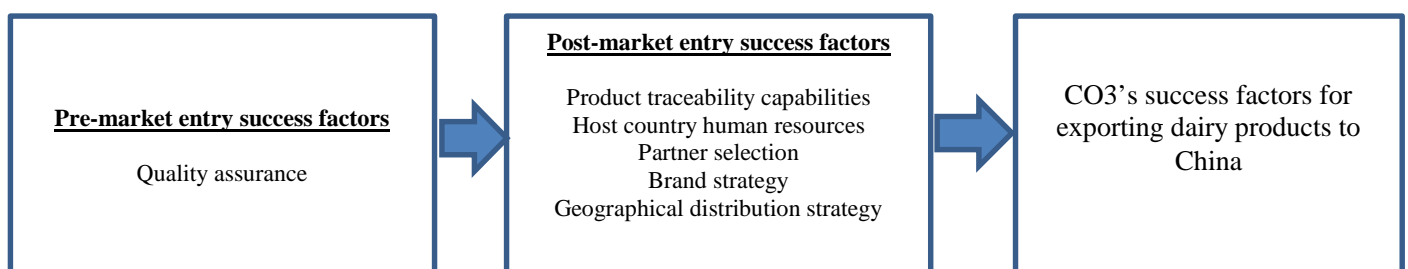 Pre-market entry success factors
Quality assurance
Post-market entry success factors
Product traceability capabilities
Host country human resources
Partner selection
Brand strategy
Geographical distribution strategy
CO3’s success factors for
exporting dairy products to
China